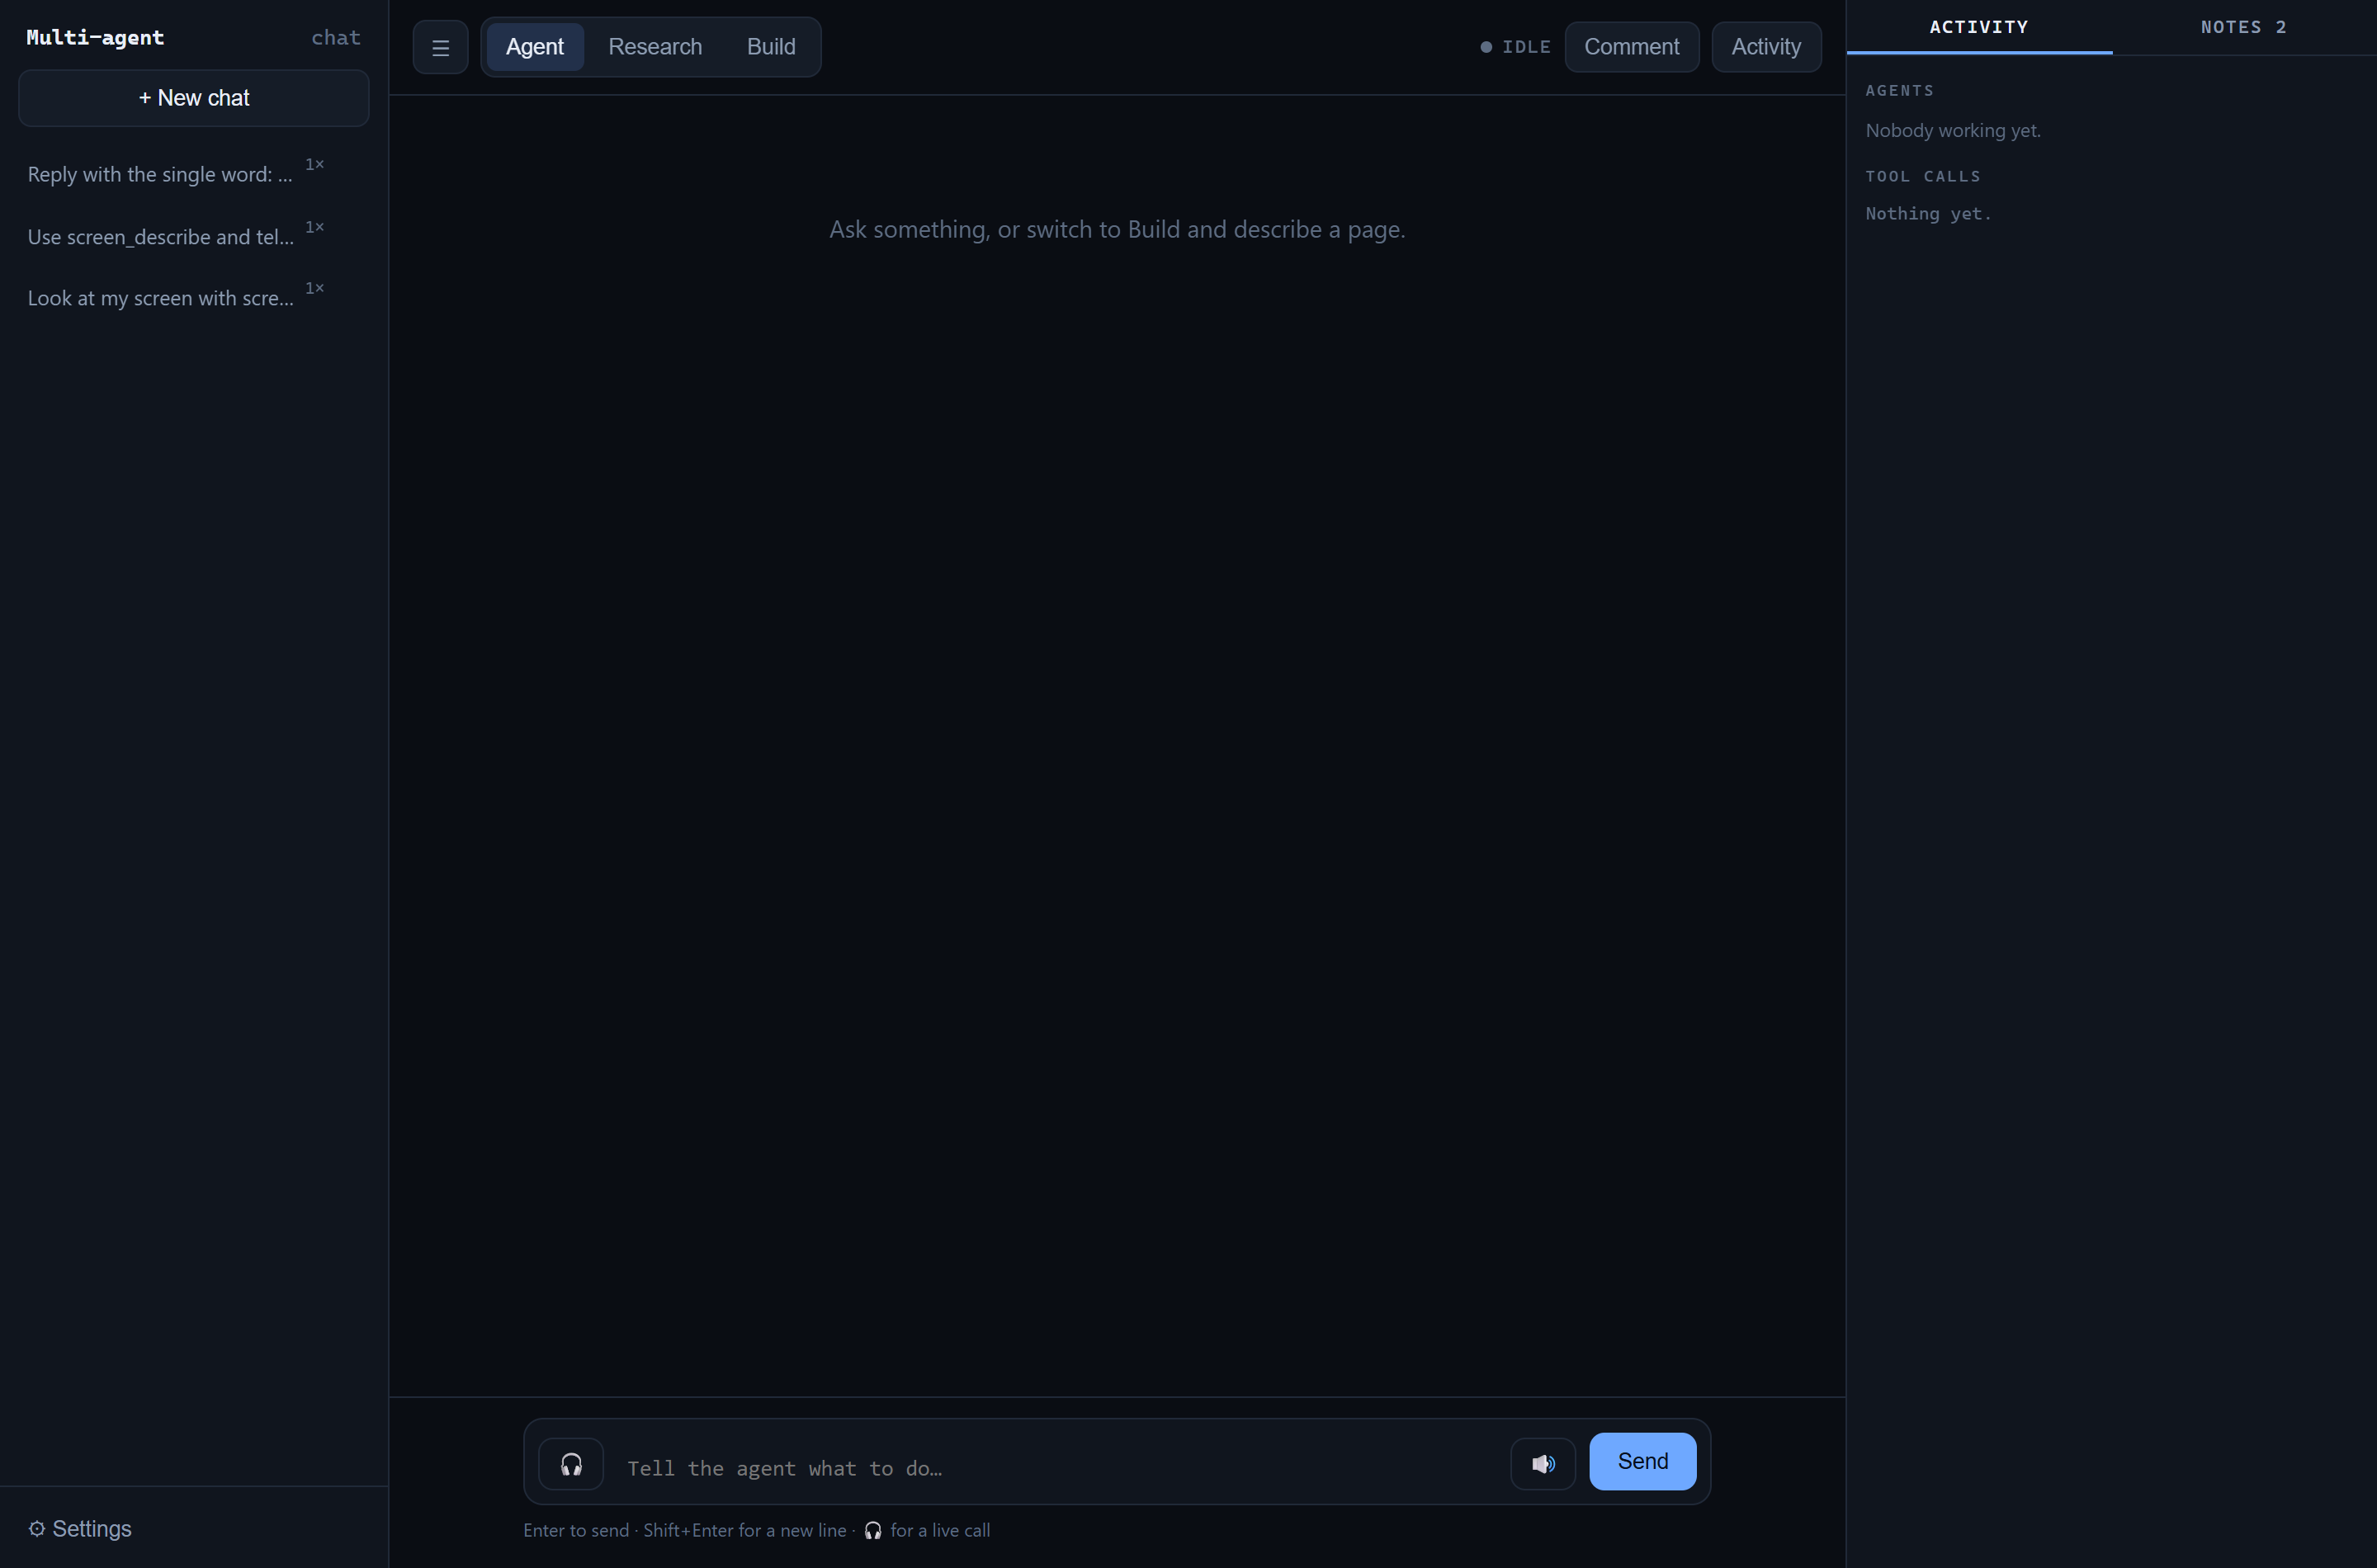 Multi-agent chat
+ New chat
Reply with the single word: ... 1×
Use screen_describe and tel... 1×
Look at my screen with scre... 1×
⚙ Settings
☰ Agent Research Build
IDLE Comment Activity
Ask something, or switch to Build and describe a page.
Tell the agent what to do…
Send
Enter to send · Shift+Enter for a new line · 🎧 for a live call
ACTIVITY NOTES 2
AGENTS
Nobody working yet.
TOOL CALLS
Nothing yet.